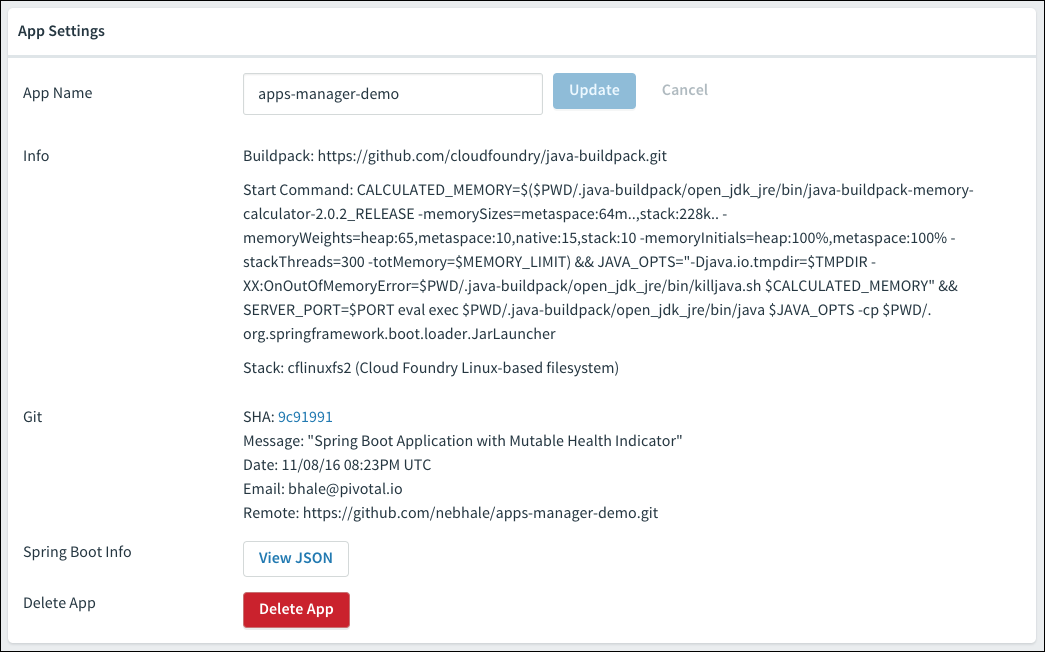 App Settings
App Name
apps-manager-demo
Update
Cancel
Info
Buildpack: https://github.com/cloudfoundry/java-buildpack.git
Start Command: CALCULATED_MEMORY=$($PWD/.java-buildpack/open_jdk_jre/bin/java-buildpack-memory-
calculator-2.0.2_RELEASE -memorySizes=metaspace:64m..,stack:228k.. -
memoryWeights=heap:65,metaspace:10,native:15,stack:10 -memoryInitials=heap:100%,metaspace:100% -
stackThreads=300 -totMemory=$MEMORY_LIMIT) && JAVA_OPTS="-Djava.io.tmpdir=$TMPDIR -
XX:OnOutOfMemoryError=$PWD/.java-buildpack/open_jdk_jre/bin/killjava.sh $CALCULATED_MEMORY" &&
SERVER_PORT=$PORT eval exec $PWD/.java-buildpack/open_jdk_jre/bin/java $JAVA_OPTS -cp $PWD/.
org.springframework.boot.loader.JarLauncher
Stack: cflinuxfs2 (Cloud Foundry Linux-based filesystem)
Git
SHA: 9c91991
Message: "Spring Boot Application with Mutable Health Indicator"
Date: 11/08/16 08:23PM UTC
Email: bhale@pivotal.io
Remote: https://github.com/nebhale/apps-manager-demo.git
Spring Boot Info
View JSON
Delete App
Delete App